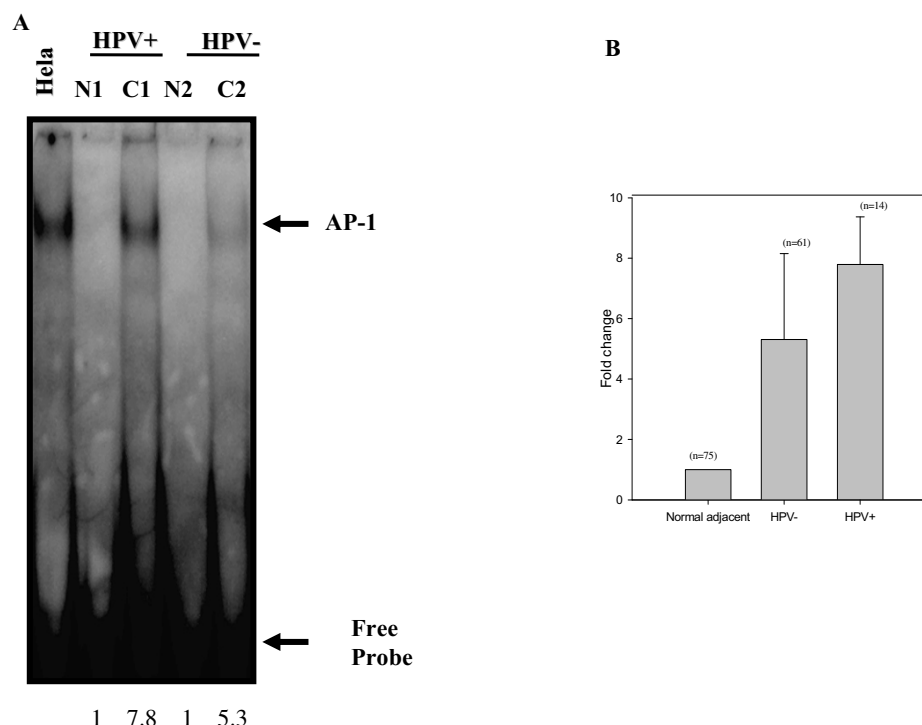 A
HPV+ HPV-
Hela N1 C1 N2 C2
AP-1
Free
Probe
1 7.8 1 5.3
B
10
8
6
4
2
0
Fold change
(n=75)
(n=61)
(n=14)
Normal adjacent HPV- HPV+